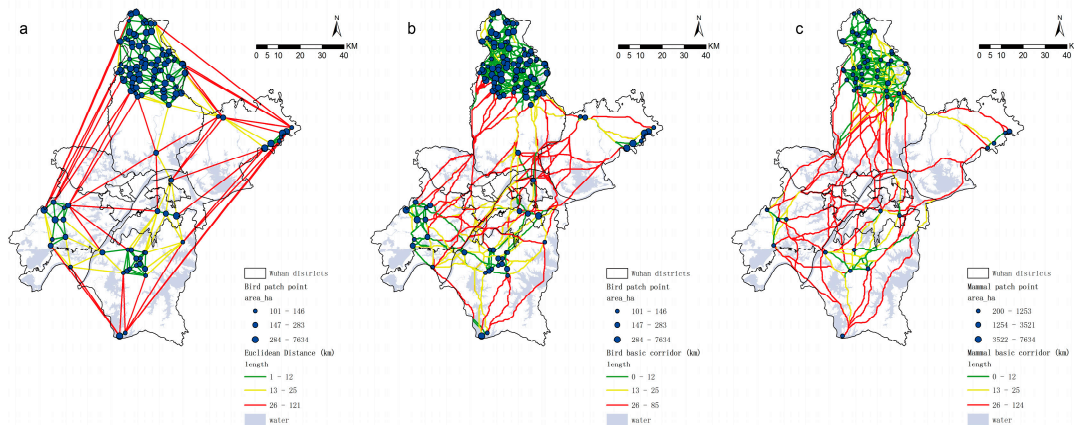 a
N
KM
0 5 10 20 30 40
Wuhan districts
Bird patch point
area_ha
101 - 146
147 - 283
284 - 7634
Euclidean Distance (km)
length
1 - 12
13 - 25
26 - 121
water
b
N
KM
0 5 10 20 30 40
Wuhan districts
Bird patch point
area_ha
101 - 146
147 - 283
284 - 7634
Bird basic corridor (km)
length
0 - 12
13 - 25
26 - 85
water
c
N
KM
0 5 10 20 30 40
Wuhan districts
Mammal patch point
area_ha
200 - 1253
1254 - 3521
3522 - 7634
Mammal basic corridor (km)
length
0 - 12
13 - 25
26 - 124
water